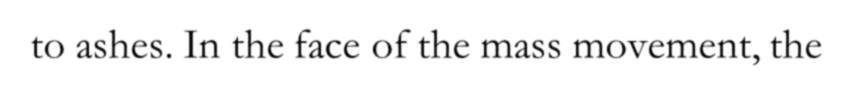 to ashes. In the face of the mass movement, the